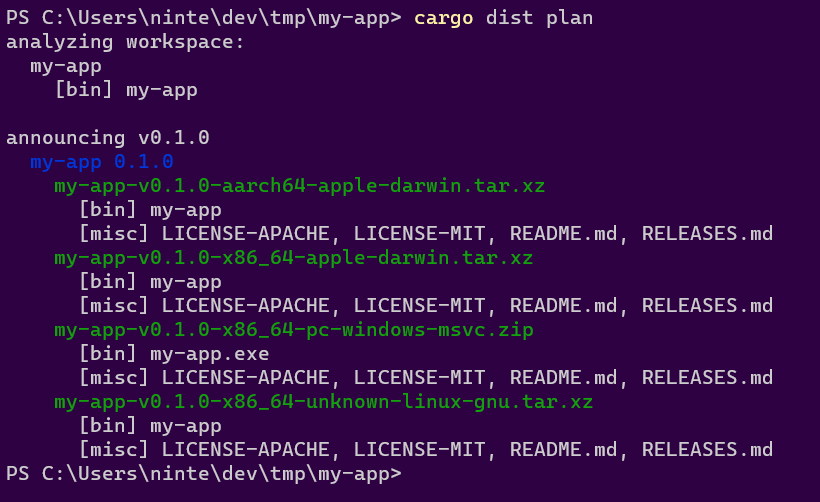 PS C:\Users\ninte\dev\tmp\my-app> cargo dist plan
analyzing workspace:
  my-app
    [bin] my-app

announcing v0.1.0
  my-app 0.1.0
    my-app-v0.1.0-aarch64-apple-darwin.tar.xz
      [bin] my-app
      [misc] LICENSE-APACHE, LICENSE-MIT, README.md, RELEASES.md
    my-app-v0.1.0-x86_64-apple-darwin.tar.xz
      [bin] my-app
      [misc] LICENSE-APACHE, LICENSE-MIT, README.md, RELEASES.md
    my-app-v0.1.0-x86_64-pc-windows-msvc.zip
      [bin] my-app.exe
      [misc] LICENSE-APACHE, LICENSE-MIT, README.md, RELEASES.md
    my-app-v0.1.0-x86_64-unknown-linux-gnu.tar.xz
      [bin] my-app
      [misc] LICENSE-APACHE, LICENSE-MIT, README.md, RELEASES.md
PS C:\Users\ninte\dev\tmp\my-app>